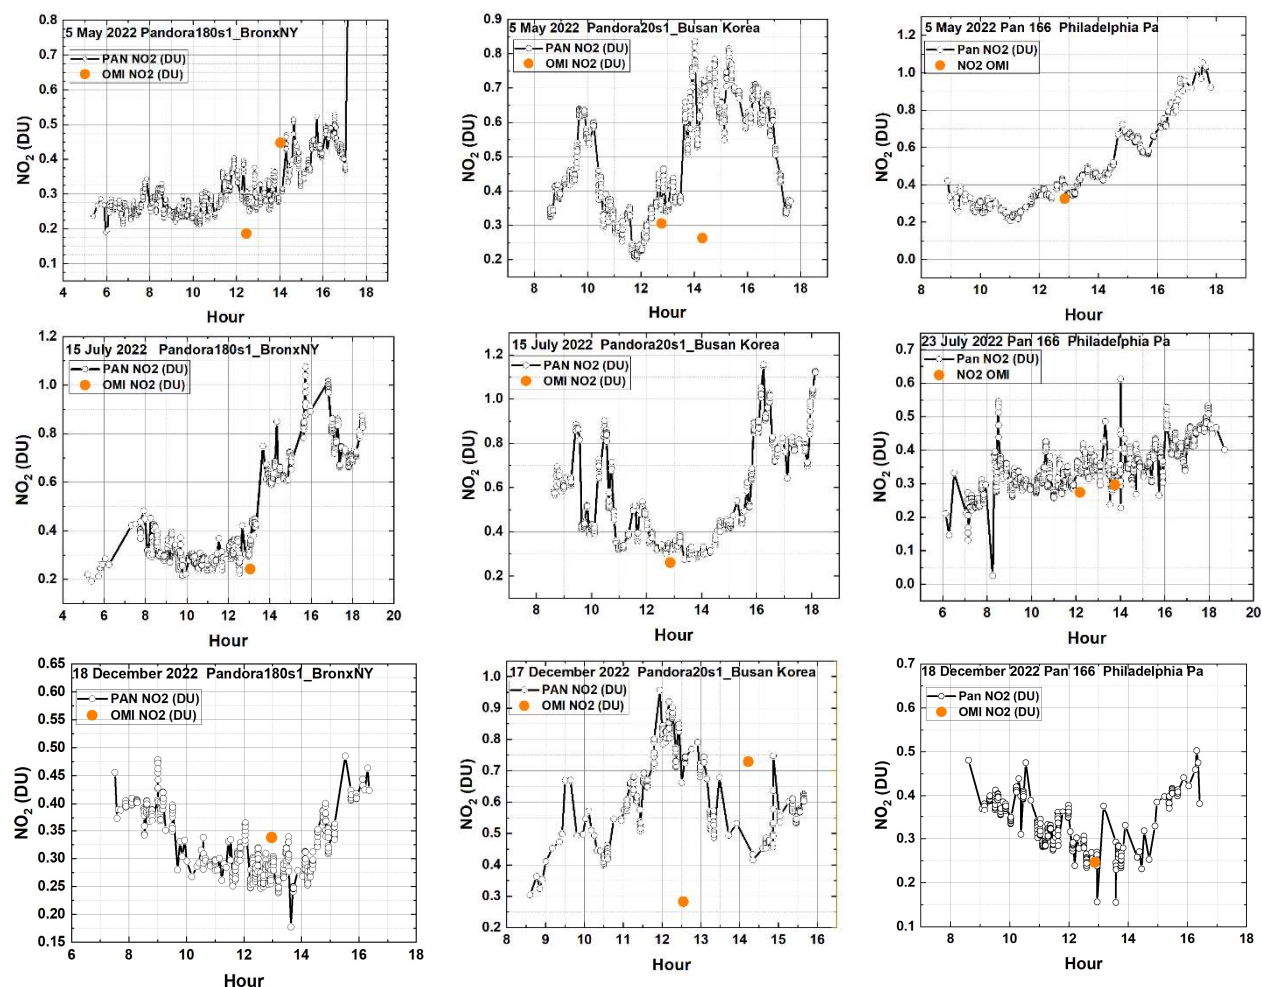 5 May 2022 Pandora180s1_BronxNY
PAN NO2 (DU)
OMI NO2 (DU)
NO2 (DU)
0.8
0.7
0.6
0.5
0.4
0.3
0.2
0.1
4 6 8 10 12 14 16 18
Hour
5 May 2022 Pandora20s1_Busan Korea
PAN NO2 (DU)
OMI NO2 (DU)
NO2 (DU)
0.9
0.8
0.7
0.6
0.5
0.4
0.3
0.2
8 10 12 14 16 18
Hour
5 May 2022 Pan 166 Philadelphia Pa
Pan NO2 (DU)
NO2 OMI
NO2 (DU)
1.2
1.0
0.8
0.6
0.4
0.2
0.0
8 10 12 14 16 18
Hour
15 July 2022 Pandora180s1_BronxNY
PAN NO2 (DU)
OMI NO2 (DU)
NO2 (DU)
1.2
1.0
0.8
0.6
0.4
0.2
4 6 8 10 12 14 16 18 20
Hour
15 July 2022 Pandora20s1_Busan Korea
PAN NO2 (DU)
OMI NO2 (DU)
NO2 (DU)
1.2
1.0
0.8
0.6
0.4
0.2
8 10 12 14 16 18
Hour
23 July 2022 Pan 166 Philadelphia Pa
Pan NO2 (DU)
NO2 OMI
NO2 (DU)
0.7
0.6
0.5
0.4
0.3
0.2
0.1
0.0
6 8 10 12 14 16 18 20
Hour
18 December 2022 Pandora180s1_BronxNY
PAN NO2 (DU)
OMI NO2 (DU)
NO2 (DU)
0.65
0.60
0.55
0.50
0.45
0.40
0.35
0.30
0.25
0.20
0.15
6 8 10 12 14 16 18
Hour
17 December 2022 Pandora20s1_Busan Korea
PAN NO2 (DU)
OMI NO2 (DU)
NO2 (DU)
1.0
0.9
0.8
0.7
0.6
0.5
0.4
0.3
0.2
8 9 10 11 12 13 14 15 16
Hour
18 December 2022 Pan 166 Philadelphia Pa
Pan NO2 (DU)
OMI NO2 (DU)
NO2 (DU)
0.7
0.6
0.5
0.4
0.3
0.2
0.1
8 10 12 14 16 18
Hour